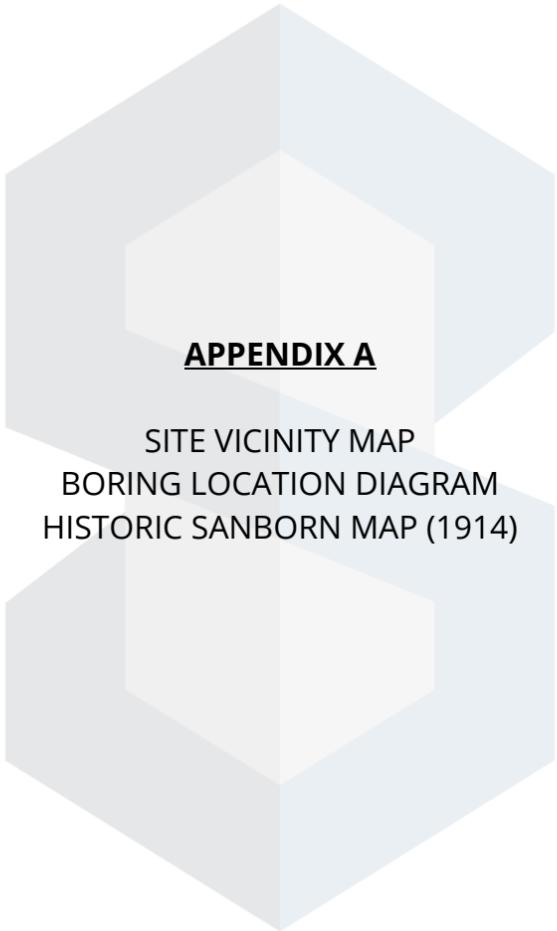 APPENDIX A
SITE VICINITY MAP
BORING LOCATION DIAGRAM
HISTORIC SANBORN MAP (1914)